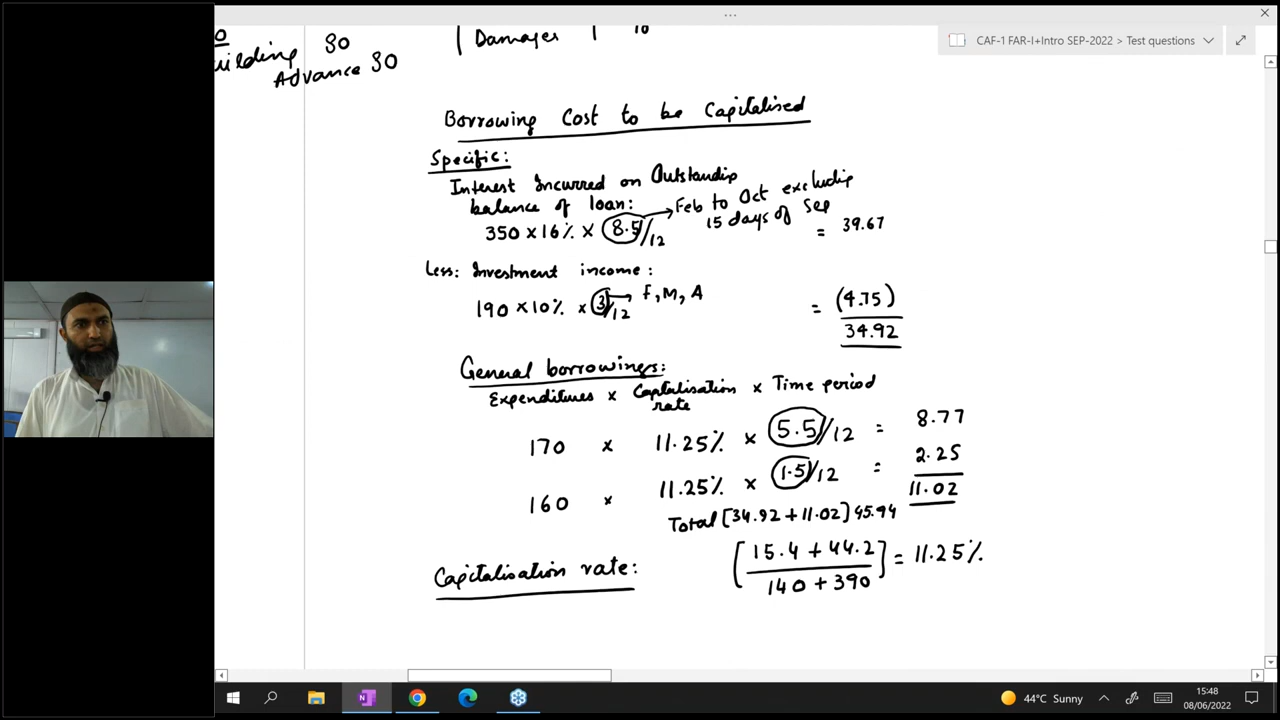 CAF-1 FAR-I+Intro SEP-2022 > Test questions
Damages 10
uilding 30
Advance 30
Borrowing Cost to be Capitalised
Specific:
Interest Incurred on Outstanding
balance of loan:
350 × 16% × 8.5/12 → Feb to Oct excluding
15 days of Sep
= 39.67
Less: Investment income:
190 × 10% × 3/12 → F, M, A
= (4.75)
34.92
General borrowings:
Expenditures × Capitalisation rate × Time period
170 × 11.25% × 5.5/12 = 8.77
160 × 11.25% × 1.5/12 = 2.25
11.02
Total [34.92 + 11.02] 45.94
Capitalisation rate: [15.4 + 44.2 / 140 + 390] = 11.25%
44°C Sunny
15:48
08/06/2022